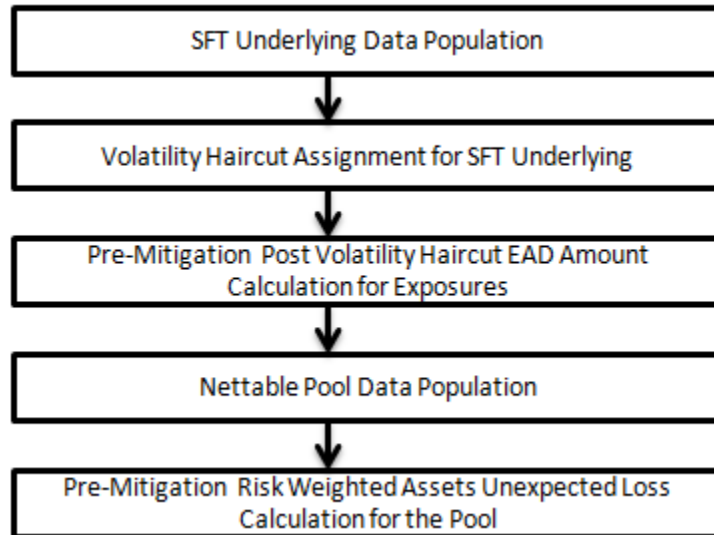 SFT Underlying Data Population
Volatility Haircut Assignment for SFT Underlying
Pre-Mitigation Post Volatility Haircut EAD Amount
Calculation for Exposures
Nettable Pool Data Population
Pre-Mitigation Risk Weighted Assets Unexpected Loss
Calculation for the Pool